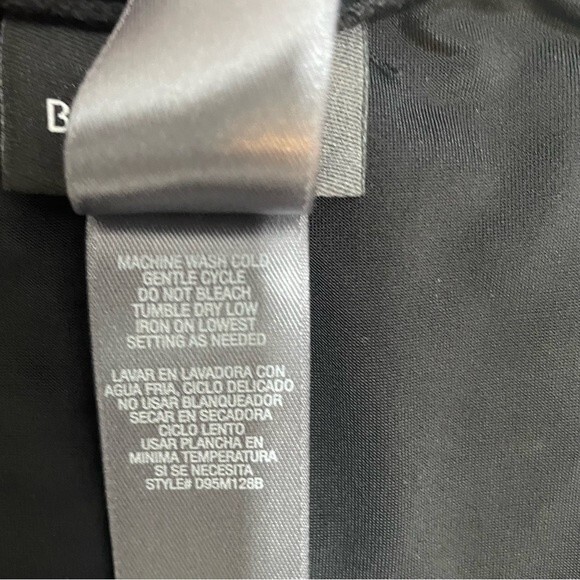 B
MACHINE WASH COLD
GENTLE CYCLE
DO NOT BLEACH
TUMBLE DRY LOW
IRON ON LOWEST
SETTING AS NEEDED
LAVAR EN LAVADORA CON
AGUA FRIA, CICLO DELICADO
NO USAR BLANQUEADOR
SECAR EN SECADORA
CICLO LENTO
USAR PLANCHA EN
MINIMA TEMPERATURA
SI SE NECESITA
STYLE# D95M128B